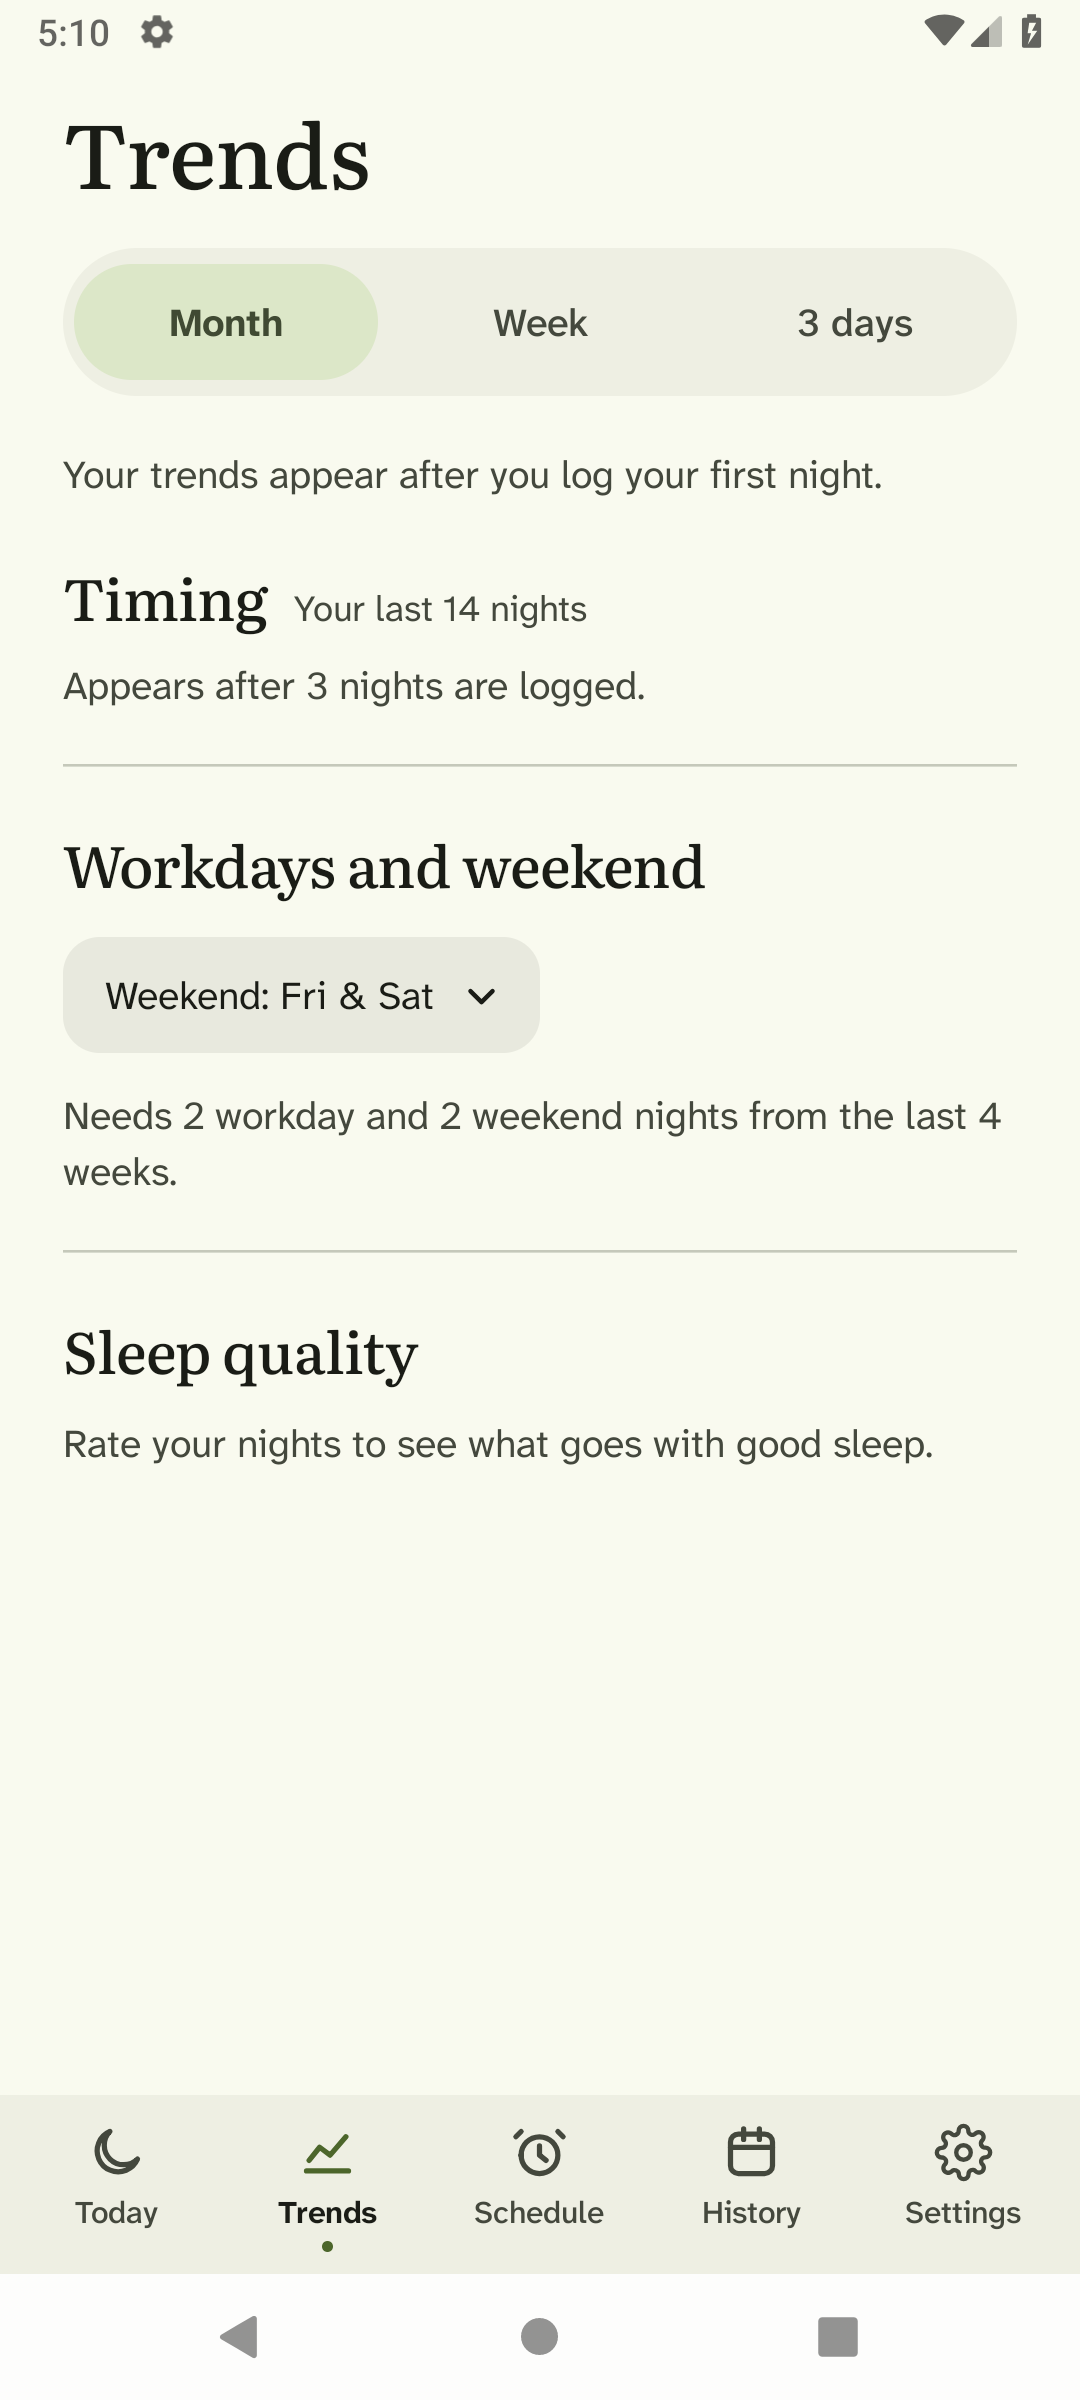 5:10
Trends
Month Week 3 days
Your trends appear after you log your first night.
Timing Your last 14 nights
Appears after 3 nights are logged.
Workdays and weekend
Weekend: Fri & Sat
Needs 2 workday and 2 weekend nights from the last 4
weeks.
Sleep quality
Rate your nights to see what goes with good sleep.
Today Trends Schedule History Settings